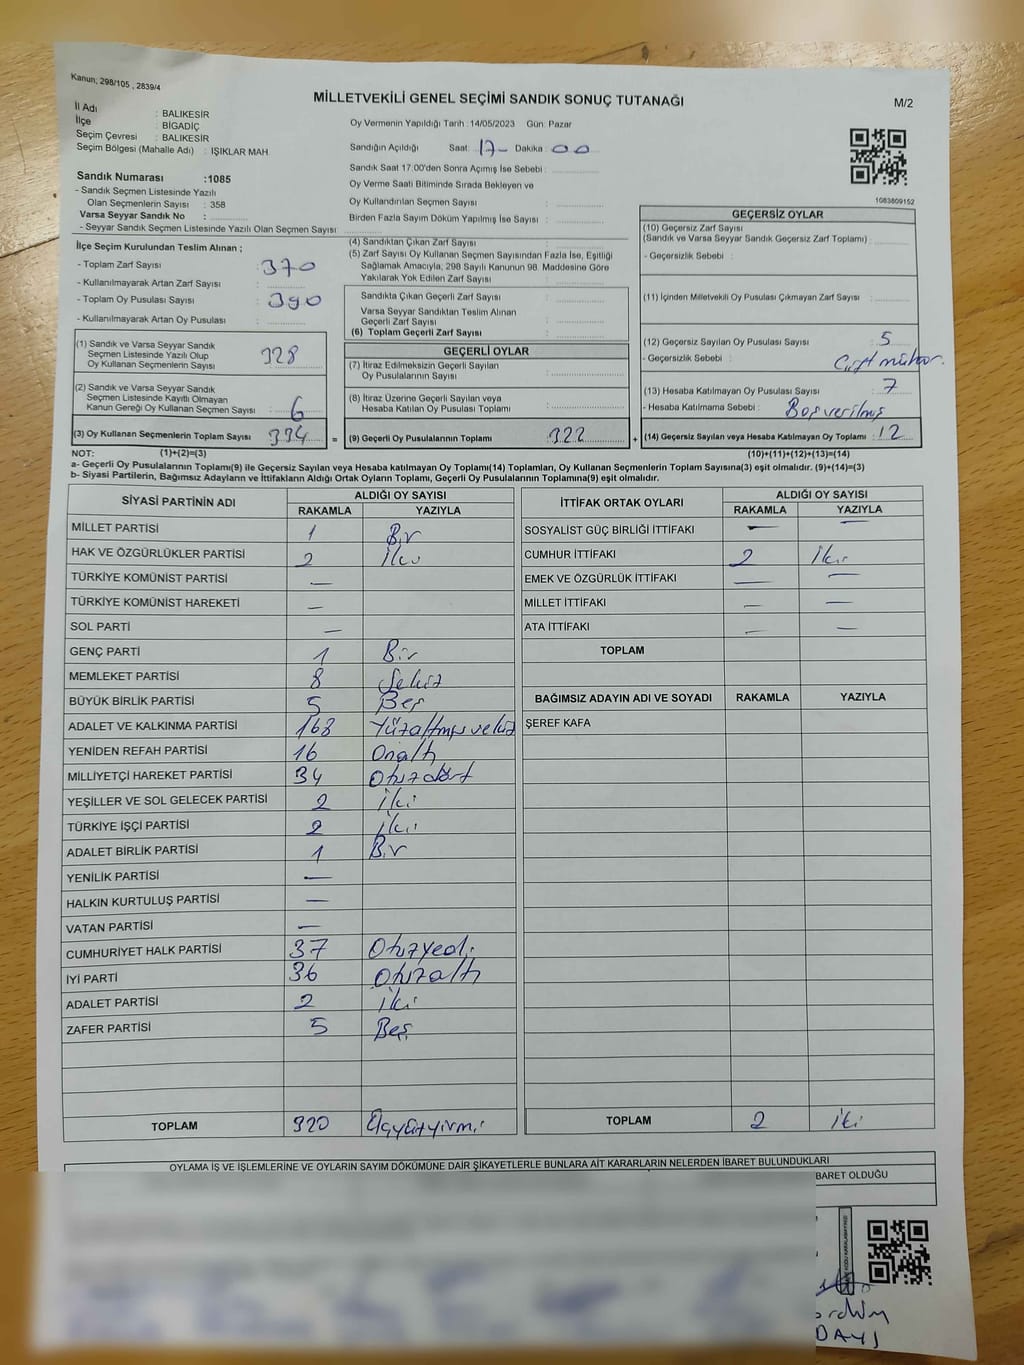 Kanun; 298/105 , 2839/4
MİLLETVEKİLİ GENEL SEÇİMİ SANDIK SONUÇ TUTANAĞI
M/2
İl Adı : BALIKESİR
İlçe : BİGADİÇ
Seçim Çevresi : BALIKESİR
Seçim Bölgesi (Mahalle Adı) : IŞIKLAR MAH
Sandık Numarası :1085
- Sandık Seçmen Listesinde Yazılı
Olan Seçmenlerin Sayısı : 358
Varsa Seyyar Sandık No :
- Seyyar Sandık Seçmen Listesinde Yazılı Olan Seçmen Sayısı :
Oy Vermenin Yapıldığı Tarih : 14/05/2023 Gün: Pazar
Sandığın Açıldığı Saat : 17- Dakika : 00
Sandık Saat 17:00'den Sonra Açımış İse Sebebi :
Oy Verme Saati Bitiminde Sırada Bekleyen ve
Oy Kullandırılan Seçmen Sayısı :
Birden Fazla Sayım Döküm Yapılmış İse Sayısı :
1083809152
İlçe Seçim Kurulundan Teslim Alınan ;
- Toplam Zarf Sayısı : 370
- Kullanılmayarak Artan Zarf Sayısı :
- Toplam Oy Pusulası Sayısı : 390
- Kullanılmayarak Artan Oy Pusulası :
(1) Sandık ve Varsa Seyyar Sandık
Seçmen Listesinde Yazılı Olup
Oy Kullanan Seçmenlerin Sayısı : 328
(2) Sandık ve Varsa Seyyar Sandık
Seçmen Listesinde Kayıtlı Olmayan
Kanun Gereği Oy Kullanan Seçmen Sayısı : 6
(3) Oy Kullanan Seçmenlerin Toplam Sayısı : 334 =
(4) Sandıktan Çıkan Zarf Sayısı :
(5) Zarf Sayısı Oy Kullanan Seçmen Sayısından Fazla İse, Eşitliği
Sağlamak Amacıyla, 298 Sayılı Kanunun 98. Maddesine Göre
Yakılarak Yok Edilen Zarf Sayısı :
Sandıkta Çıkan Geçerli Zarf Sayısı :
Varsa Seyyar Sandıktan Teslim Alınan
Geçerli Zarf Sayısı :
(6) Toplam Geçerli Zarf Sayısı :
GEÇERLİ OYLAR
(7) İtiraz Edilmeksizin Geçerli Sayılan
Oy Pusulalarının Sayısı :
(8) İtiraz Üzerine Geçerli Sayılan veya
Hesaba Katılan Oy Pusulaları Toplamı :
(9) Geçerli Oy Pusulalarının Toplamı : 322 +
GEÇERSİZ OYLAR
(10) Geçersiz Zarf Sayısı
(Sandık ve Varsa Seyyar Sandık Geçersiz Zarf Toplamı) :
- Geçersizlik Sebebi :
(11) İçinden Milletvekili Oy Pusulası Çıkmayan Zarf Sayısı :
(12) Geçersiz Sayılan Oy Pusulası Sayısı : 5
- Geçersizlik Sebebi : Çift mühür.
(13) Hesaba Katılmayan Oy Pusulası Sayısı : 7
- Hesaba Katılmama Sebebi : Boş verilmiş
(14) Geçersiz Sayılan veya Hesaba Katılmayan Oy Toplamı : 12
NOT: (1)+(2)=(3) (10)+(11)+(12)+(13)=(14)
a- Geçerli Oy Pusulalarının Toplamı(9) ile Geçersiz Sayılan veya Hesaba katılmayan Oy Toplamı(14) Toplamları, Oy Kullanan Seçmenlerin Toplam Sayısına(3) eşit olmalıdır. (9)+(14)=(3)
b- Siyasi Partilerin, Bağımsız Adayların ve İttifakların Aldığı Ortak Oyların Toplamı, Geçerli Oy Pusulalarının Toplamına(9) eşit olmalıdır.
SİYASİ PARTİNİN ADI ALDIĞI OY SAYISI
RAKAMLA YAZIYLA
MİLLET PARTİSİ 1 Bir
HAK VE ÖZGÜRLÜKLER PARTİSİ 2 İki
TÜRKİYE KOMÜNİST PARTİSİ —
TÜRKİYE KOMÜNİST HAREKETİ —
SOL PARTİ —
GENÇ PARTİ 1 Bir
MEMLEKET PARTİSİ 8 Sekiz
BÜYÜK BİRLİK PARTİSİ 5 Beş
ADALET VE KALKINMA PARTİSİ 168 Yüzaltmışsekiz
YENİDEN REFAH PARTİSİ 16 Onaltı
MİLLİYETÇİ HAREKET PARTİSİ 34 Otuzdört
YEŞİLLER VE SOL GELECEK PARTİSİ 2 İki
TÜRKİYE İŞÇİ PARTİSİ 2 İki
ADALET BİRLİK PARTİSİ 1 Bir
YENİLİK PARTİSİ —
HALKIN KURTULUŞ PARTİSİ —
VATAN PARTİSİ —
CUMHURİYET HALK PARTİSİ 37 Otuzyedi
İYİ PARTİ 36 Otuzaltı
ADALET PARTİSİ 2 İki
ZAFER PARTİSİ 5 Beş
TOPLAM 320 Üçyüzyirmi
İTTİFAK ORTAK OYLARI ALDIĞI OY SAYISI
RAKAMLA YAZIYLA
SOSYALİST GÜÇ BİRLİĞİ İTTİFAKI — —
CUMHUR İTTİFAKI 2 İki
EMEK VE ÖZGÜRLÜK İTTİFAKI — —
MİLLET İTTİFAKI — —
ATA İTTİFAKI — —
TOPLAM
BAĞIMSIZ ADAYIN ADI VE SOYADI RAKAMLA YAZIYLA
ŞEREF KAFA
TOPLAM 2 İki
OYLAMA İŞ VE İŞLEMLERİNE VE OYLARIN SAYIM DÖKÜMÜNE DAİR ŞİKAYETLERLE BUNLARA AİT KARARLARIN NELERDEN İBARET BULUNDUKLARI
BARET OLDUĞU
DAYI